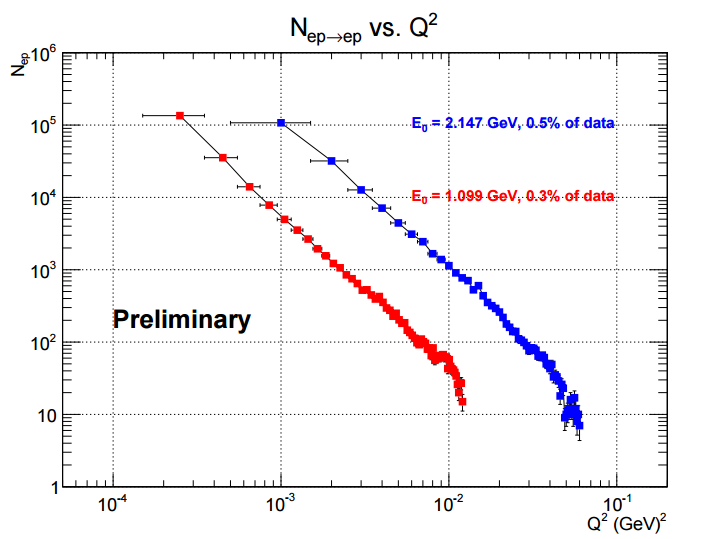 N_ep→ep vs. Q²
N_ep
10⁶
10⁵
10⁴
10³
10²
10
1
E₀ = 2.147 GeV, 0.5% of data
E₀ = 1.099 GeV, 0.3% of data
Preliminary
10⁻⁴ 10⁻³ 10⁻² 10⁻¹
Q² (GeV)²